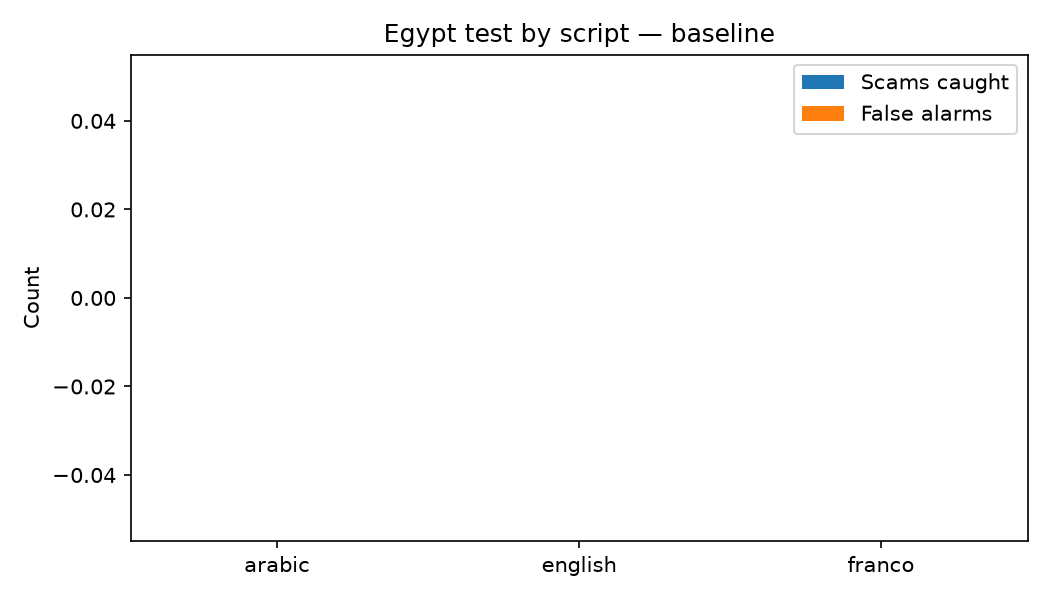 Egypt test by script — baseline
Scams caught
False alarms
0.04
0.02
0.00
−0.02
−0.04
Count
arabic
english
franco